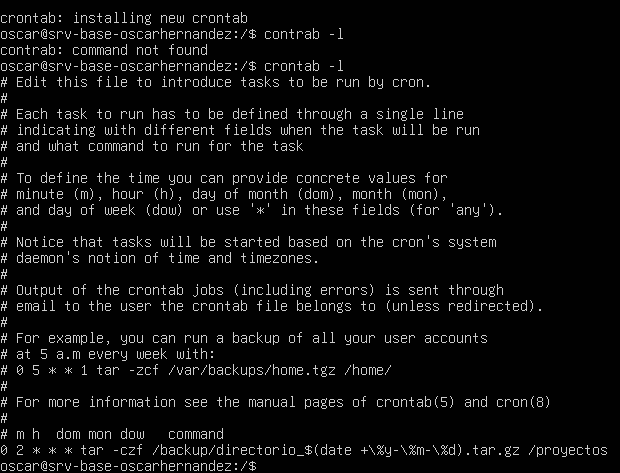 crontab: installing new crontab
oscar@srv-base-oscarhernandez:/$ contrab -l
contrab: command not found
oscar@srv-base-oscarhernandez:/$ crontab -l
# Edit this file to introduce tasks to be run by cron.
#
# Each task to run has to be defined through a single line
# indicating with different fields when the task will be run
# and what command to run for the task
#
# To define the time you can provide concrete values for
# minute (m), hour (h), day of month (dom), month (mon),
# and day of week (dow) or use '*' in these fields (for 'any').
#
# Notice that tasks will be started based on the cron's system
# daemon's notion of time and timezones.
#
# Output of the crontab jobs (including errors) is sent through
# email to the user the crontab file belongs to (unless redirected).
#
# For example, you can run a backup of all your user accounts
# at 5 a.m every week with:
# 0 5 * * 1 tar -zcf /var/backups/home.tgz /home/
#
# For more information see the manual pages of crontab(5) and cron(8)
#
# m h  dom mon dow   command
0 2 * * * tar -czf /backup/directorio_$(date +\%y-\%m-\%d).tar.gz /proyectos
oscar@srv-base-oscarhernandez:/$